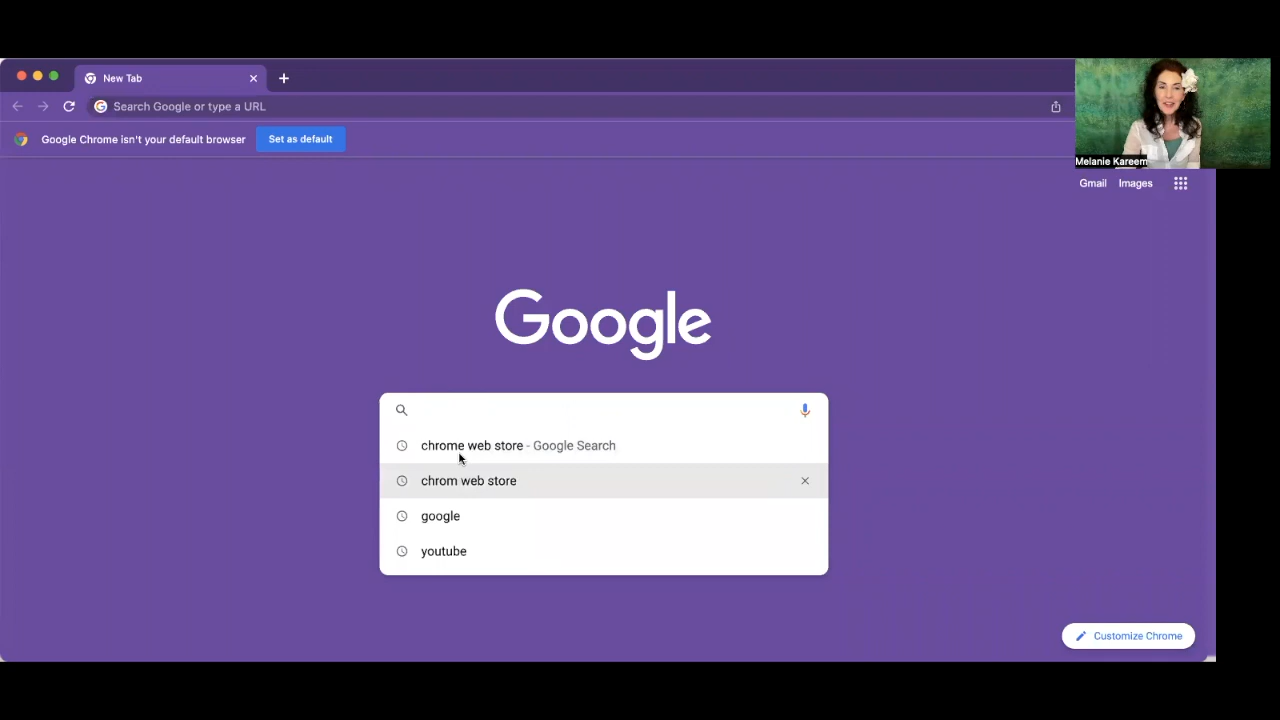 New Tab
Search Google or type a URL
Google Chrome isn't your default browser Set as default
Melanie Kareem
Gmail Images
Google
chrome web store - Google Search
chrom web store
google
youtube
Customize Chrome